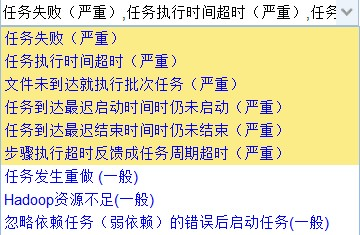 任务失败（严重）,任务执行时间超时（严重）,任务
任务失败（严重）
任务执行时间超时（严重）
文件未到达就执行批次任务（严重）
任务到达最迟启动时间时仍未启动（严重）
任务到达最迟结束时间时仍未结束（严重）
步骤执行超时反馈成任务周期超时（严重）
任务发生重做 (一般)
Hadoop资源不足(一般)
忽略依赖任务（弱依赖）的错误后启动任务(一般)